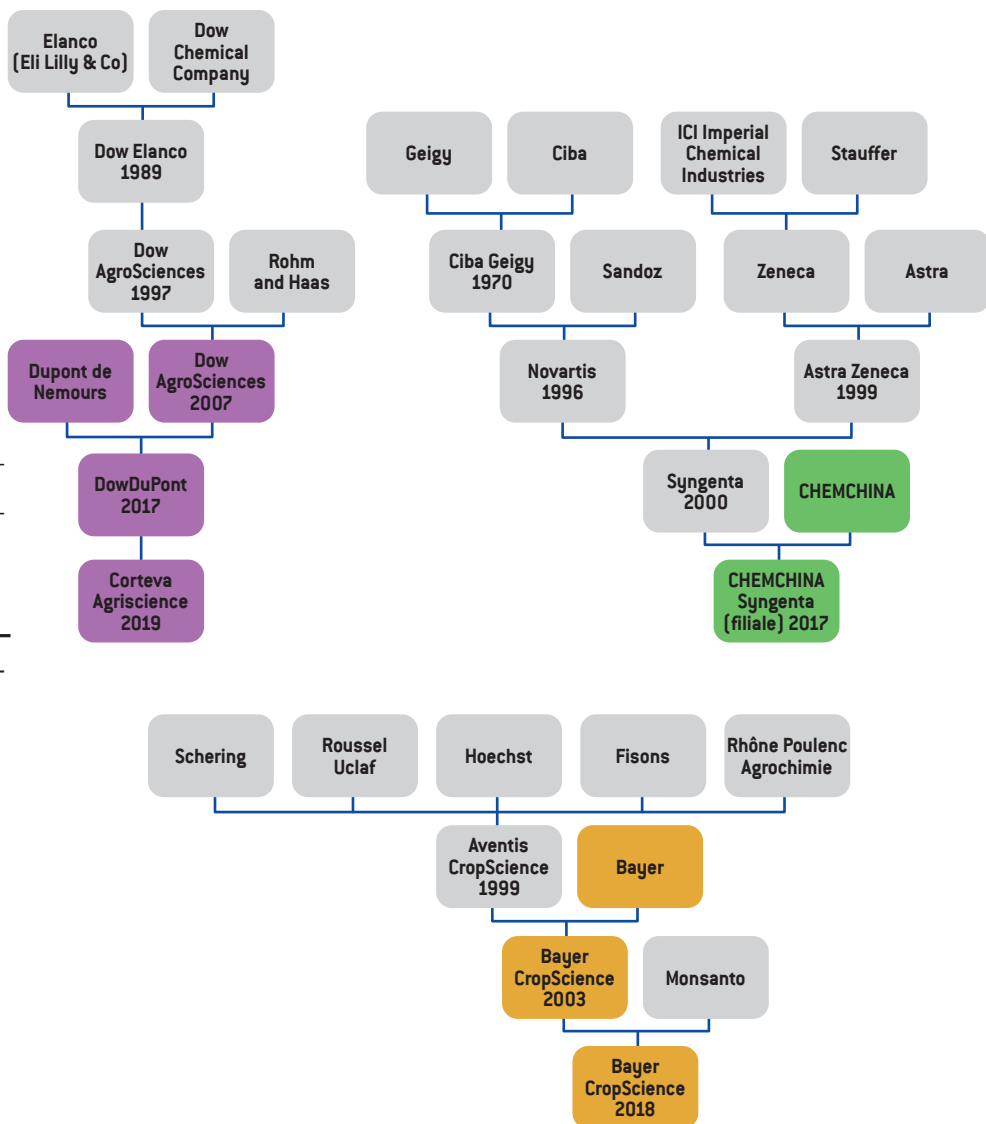 Elanco
(Eli Lilly & Co)
Dow
Chemical
Company
Dow Elanco
1989
Dow
AgroSciences
1997
Rohm
and Haas
Dupont de
Nemours
Dow
AgroSciences
2007
DowDuPont
2017
Corteva
Agriscience
2019
Geigy
Ciba
ICI Imperial
Chemical
Industries
Stauffer
Ciba Geigy
1970
Sandoz
Zeneca
Astra
Novartis
1996
Astra Zeneca
1999
Syngenta
2000
CHEMCHINA
CHEMCHINA
Syngenta
(filiale) 2017
Schering
Roussel
Uclaf
Hoechst
Fisons
Rhône Poulenc
Agrochimie
Aventis
CropScience
1999
Bayer
Bayer
CropScience
2003
Monsanto
Bayer
CropScience
2018